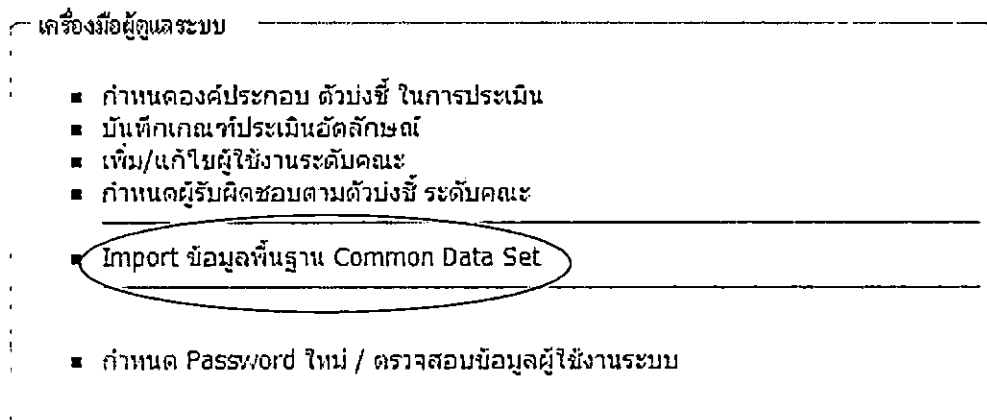 เครื่องมือผู้ดูแลระบบ
กำหนดองค์ประกอบ ตัวบ่งชี้ ในการประเมิน
บันทึกเกณฑ์ประเมินอัตลักษณ์
เพิ่ม/แก้ไขผู้ใช้งานระดับคณะ
กำหนดผู้รับผิดชอบตามตัวบ่งชี้ ระดับคณะ
Import ข้อมูลพื้นฐาน Common Data Set
กำหนด Password ใหม่ / ตรวจสอบข้อมูลผู้ใช้งานระบบ